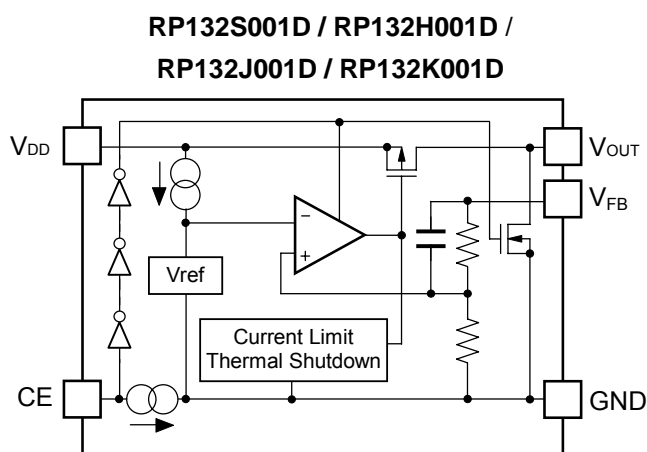 RP132S001D / RP132H001D /
RP132J001D / RP132K001D
VDD
VOUT
VFB
−
+
Vref
Current Limit
Thermal Shutdown
CE
GND